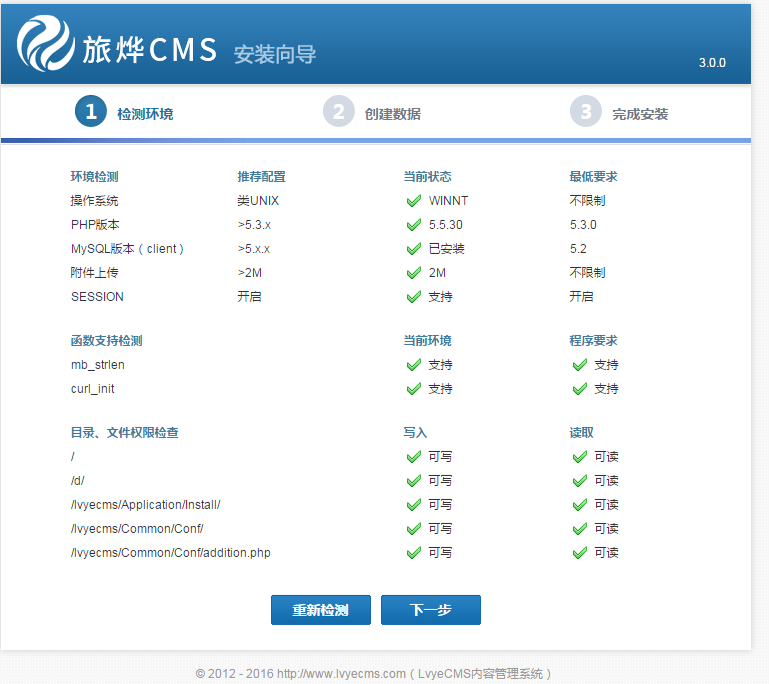 旅烨CMS 安装向导
3.0.0
1 检测环境 2 创建数据 3 完成安装
环境检测 推荐配置 当前状态 最低要求
操作系统 类UNIX WINNT 不限制
PHP版本 >5.3.x 5.5.30 5.3.0
MySQL版本（client） >5.x.x 已安装 5.2
附件上传 >2M 2M 不限制
SESSION 开启 支持 开启
函数支持检测 当前环境 程序要求
mb_strlen 支持 支持
curl_init 支持 支持
目录、文件权限检查 写入 读取
/ 可写 可读
/d/ 可写 可读
/lvyecms/Application/Install/ 可写 可读
/lvyecms/Common/Conf/ 可写 可读
/lvyecms/Common/Conf/addition.php 可写 可读
重新检测 下一步
© 2012 - 2016 http://www.lvyecms.com（LvyeCMS内容管理系统）